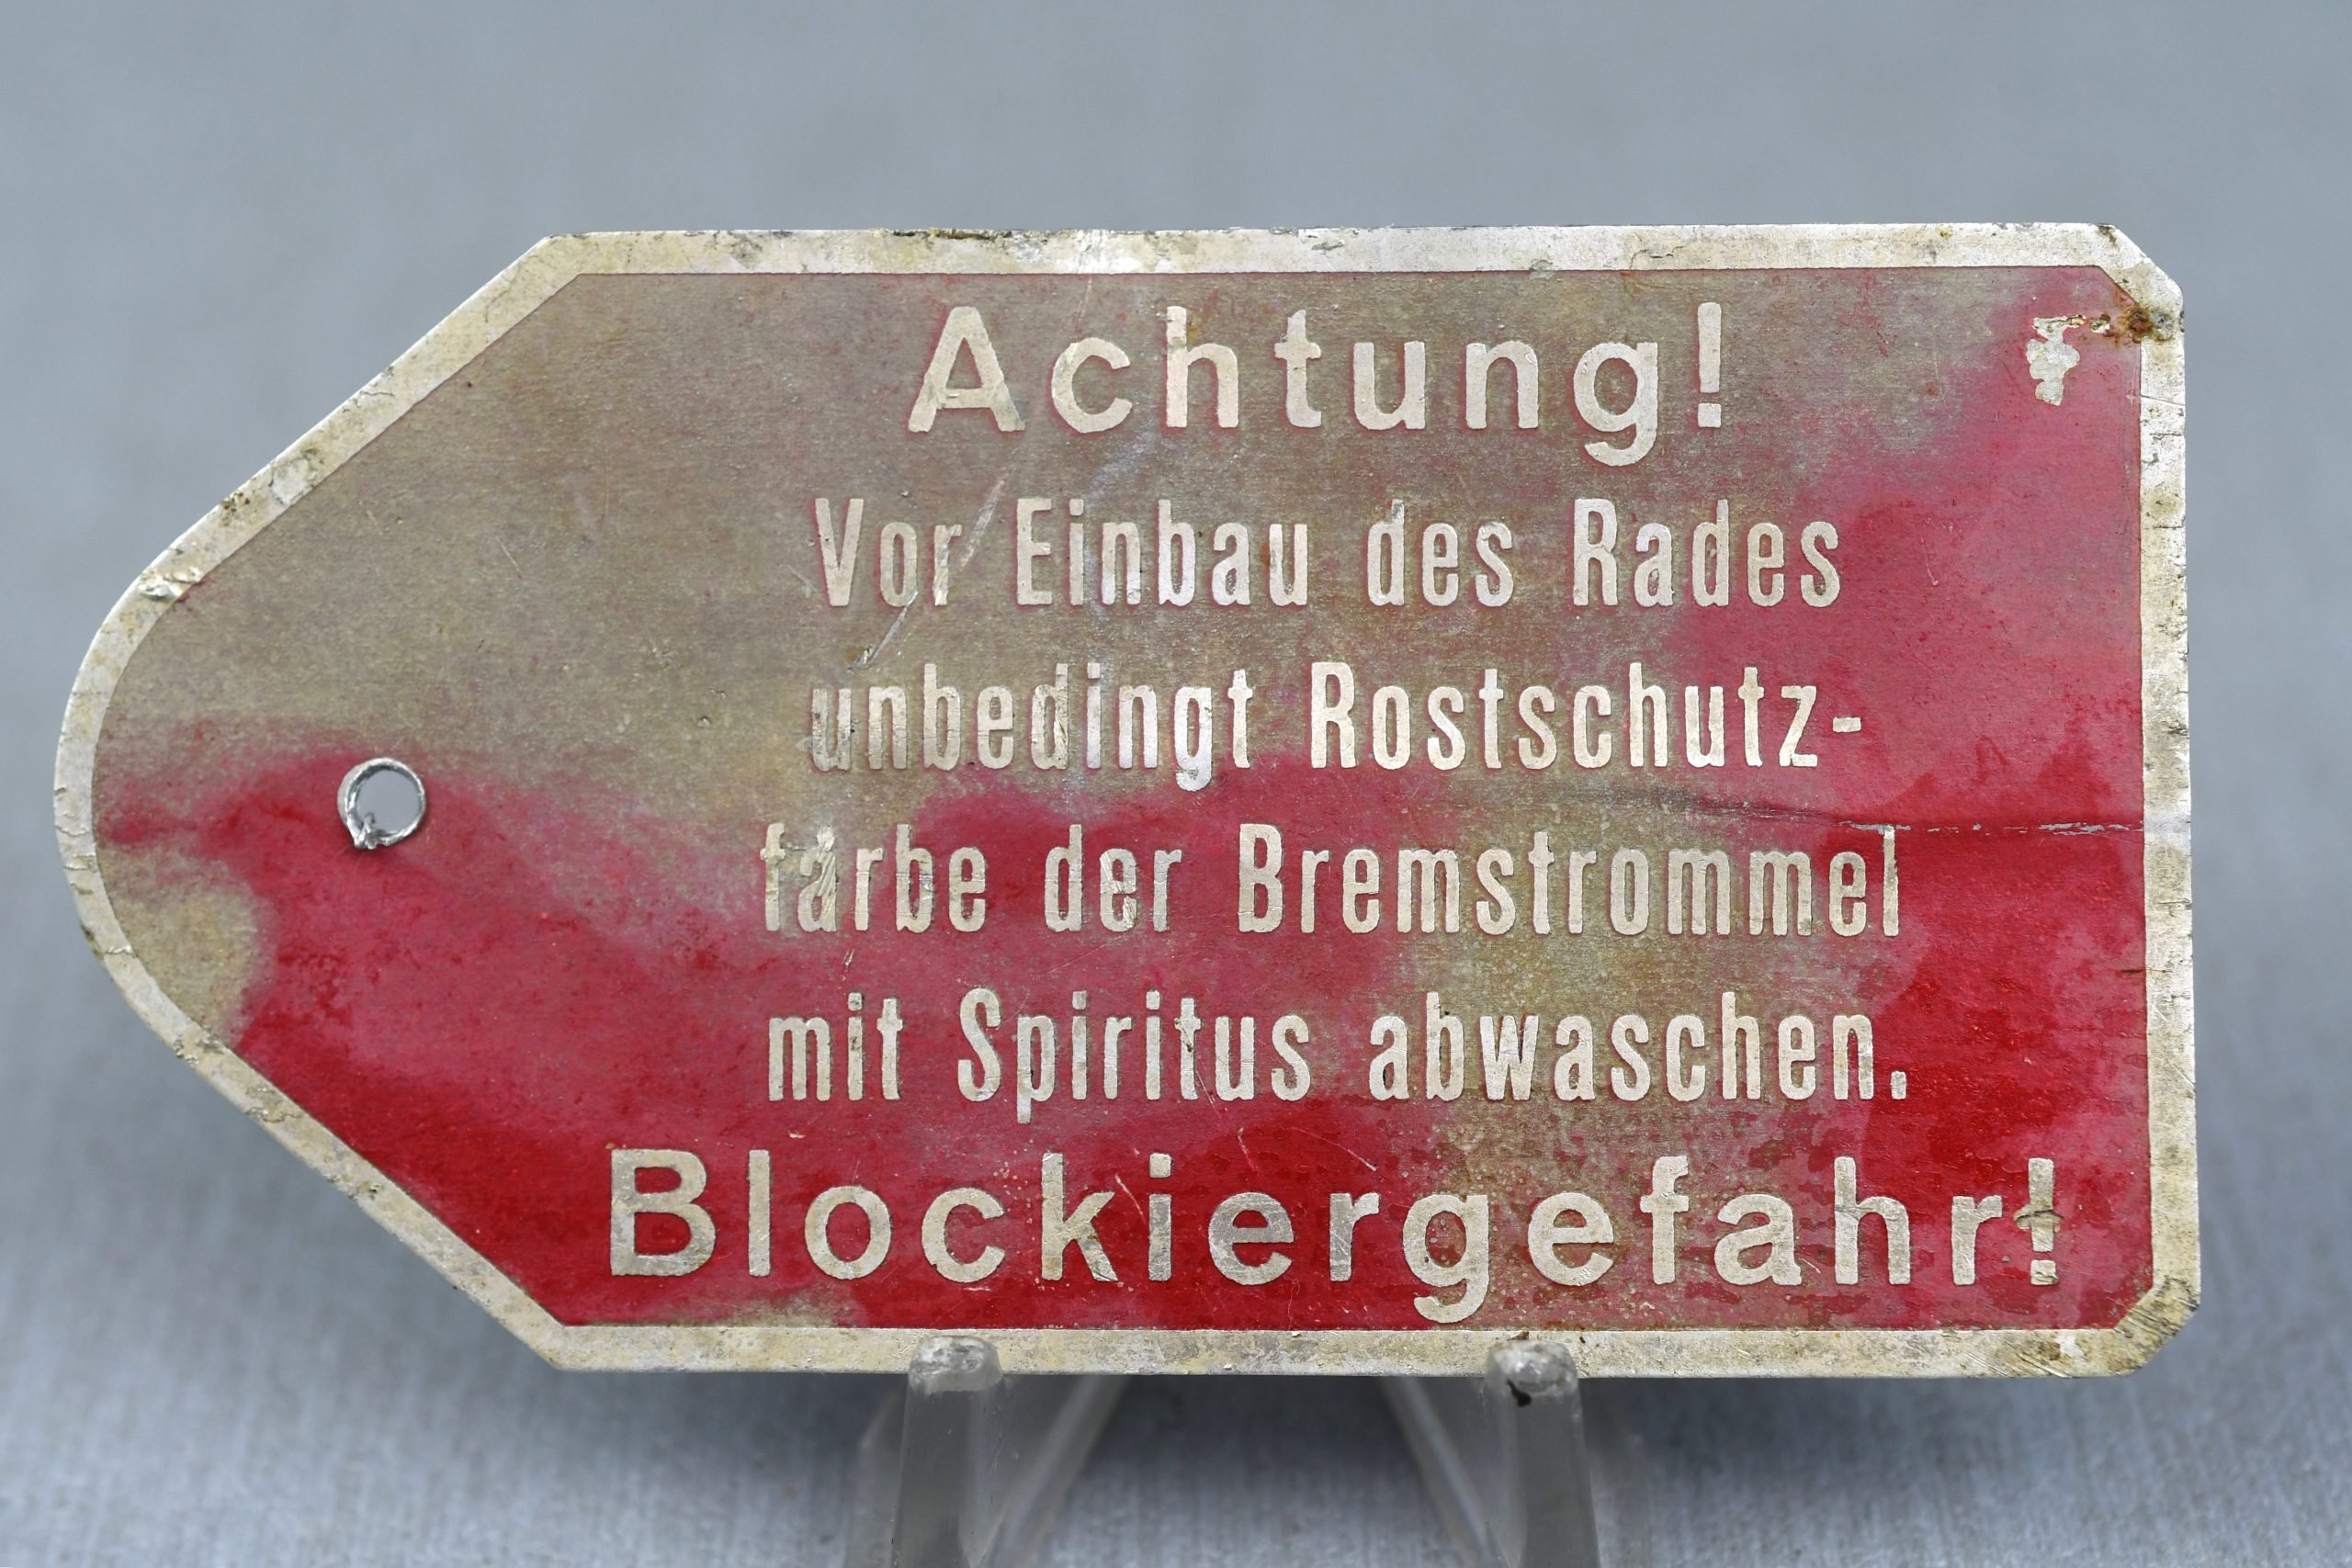 Achtung!
Vor Einbau des Rades
unbedingt Rostschutz-
farbe der Bremstrommel
mit Spiritus abwaschen.
Blockiergefahr!